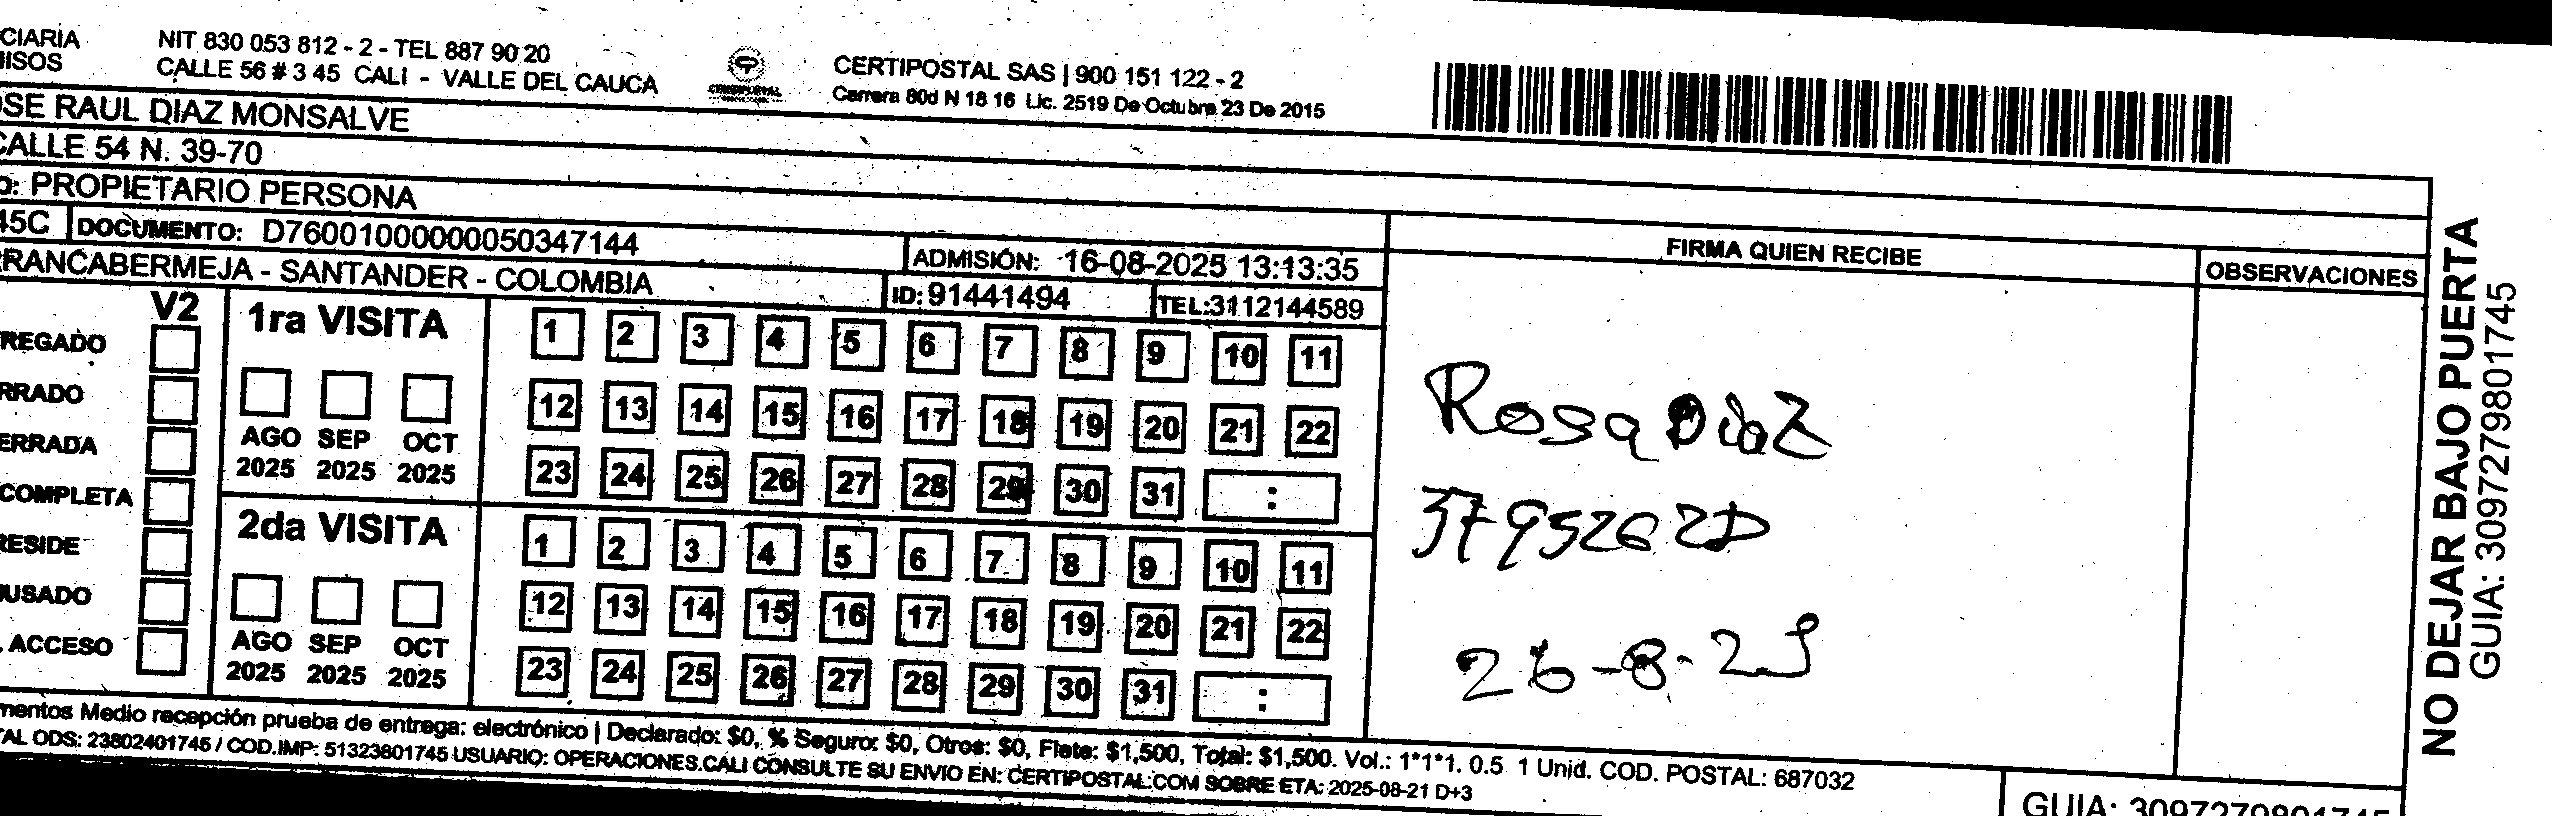 CIARIA
NIT 830 053 812 - 2 - TEL 887 90 20
ISOS
CALLE 56 # 3 45 CALI - VALLE DEL CAUCA
CERTIPOSTAL SAS | 900 151 122 - 2
Carrera 80d N 18 16 Lic. 2519 De Octubre 23 De 2015
OSE RAUL DIAZ MONSALVE
CALLE 54 N. 39-70
o: PROPIETARIO PERSONA
45C DOCUMENTO: D76001000000050347144
ADMISIÓN: 16-08-2025 13:13:35
RRANCABERMEJA - SANTANDER - COLOMBIA
ID: 91441494 TEL:3112144589
FIRMA QUIEN RECIBE
OBSERVACIONES
V2
REGADO
RRADO
ERRADA
COMPLETA
RESIDE
USADO
. ACCESO
1ra VISITA
AGO SEP OCT
2025 2025 2025
1 2 3 4 5 6 7 8 9 10 11
12 13 14 15 16 17 18 19 20 21 22
23 24 25 26 27 28 29 30 31 :
2da VISITA
AGO SEP OCT
2025 2025 2025
1 2 3 4 5 6 7 8 9 10 11
12 13 14 15 16 17 18 19 20 21 22
23 24 25 26 27 28 29 30 31 :
Rosa Diaz
26-8-25
mentos Medio recepción prueba de entrega: electrónico | Declarado: $0, % Seguro: $0, Otros: $0, Flete: $1,500, Total: $1,500. Vol.: 1*1*1. 0.5 1 Unid. COD. POSTAL: 687032
TAL ODS: 23802401745 / COD.IMP: 51323801745 USUARIO: OPERACIONES.CALI CONSULTE SU ENVIO EN: CERTIPOSTAL.COM SOBRE ETA: 2025-08-21 D+3
NO DEJAR BAJO PUERTA
GUIA: 3097279801745
GUIA: 3097279801745